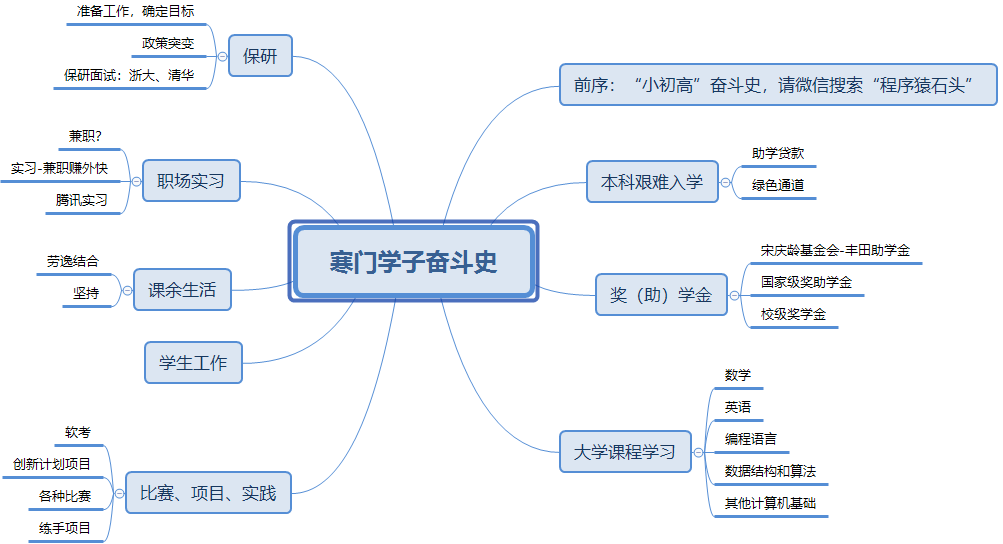 寒门学子奋斗史
前序：“小初高”奋斗史，请微信搜索“程序猿石头”
本科艰难入学
助学贷款
绿色通道
奖（助）学金
宋庆龄基金会-丰田助学金
国家级奖助学金
校级奖学金
大学课程学习
数学
英语
编程语言
数据结构和算法
其他计算机基础
保研
准备工作，确定目标
政策突变
保研面试：浙大、清华
职场实习
兼职？
实习-兼职赚外快
腾讯实习
课余生活
劳逸结合
坚持
学生工作
比赛、项目、实践
软考
创新计划项目
各种比赛
练手项目